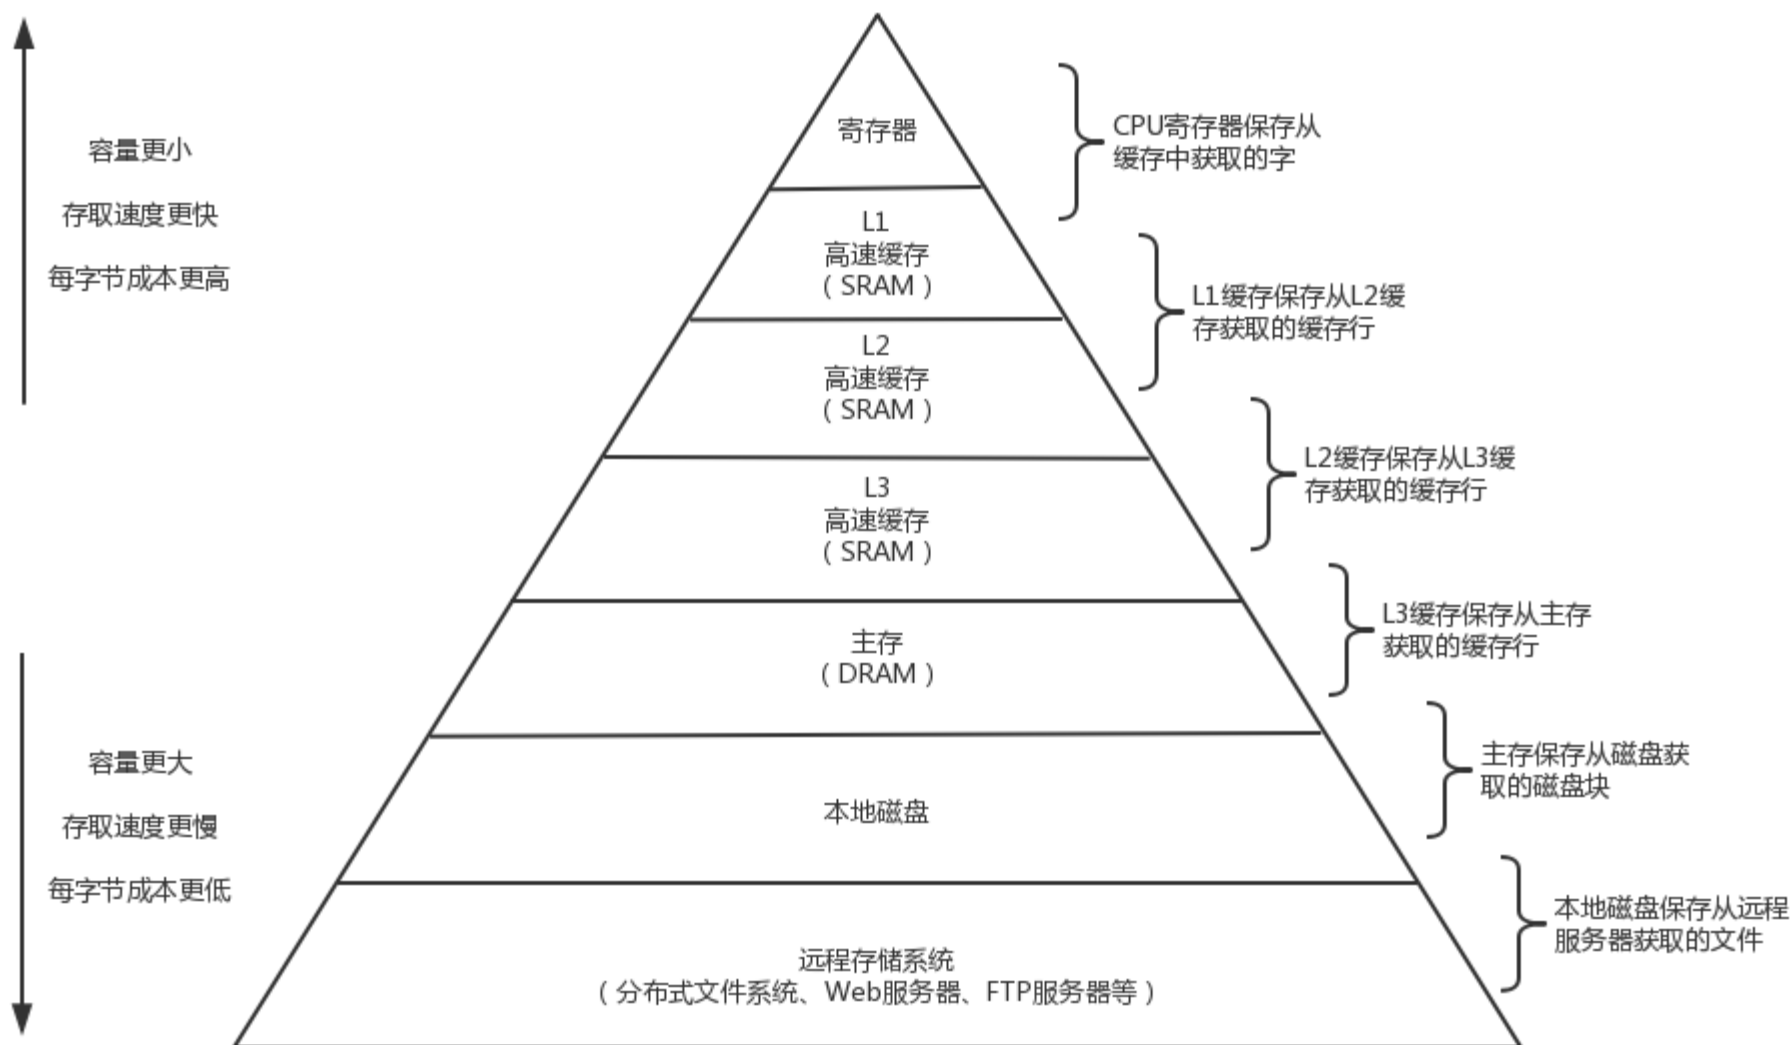 寄存器
CPU寄存器保存从
缓存中获取的字
容量更小
存取速度更快
每字节成本更高
L1
高速缓存
（SRAM）
L1缓存保存从L2缓
存获取的缓存行
L2
高速缓存
（SRAM）
L2缓存保存从L3缓
存获取的缓存行
L3
高速缓存
（SRAM）
L3缓存保存从主存
获取的缓存行
主存
（DRAM）
主存保存从磁盘获
取的磁盘块
容量更大
存取速度更慢
每字节成本更低
本地磁盘
本地磁盘保存从远程
服务器获取的文件
远程存储系统
（分布式文件系统、Web服务器、FTP服务器等）